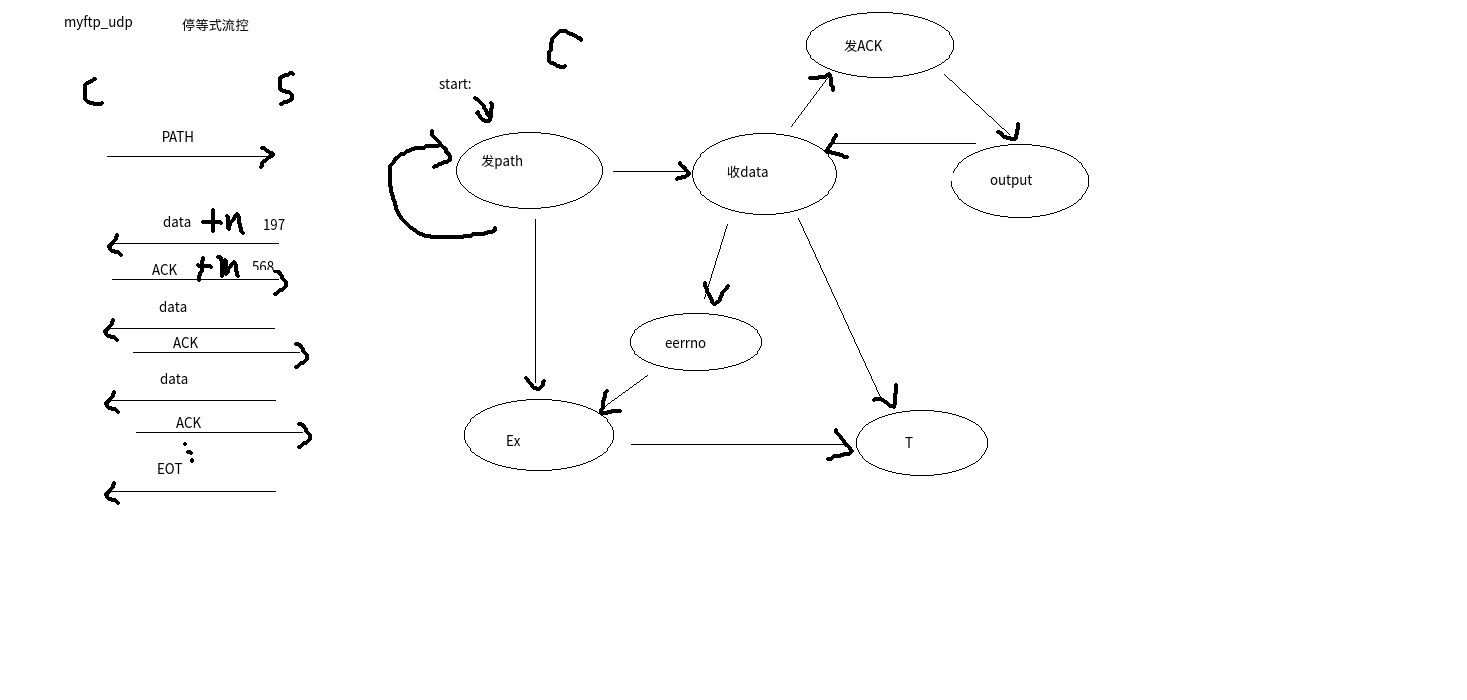 myftp_udp 停等式流控
C S
PATH
data +n 197
ACK +m 568
data
ACK
data
ACK
EOT
C
start:
发path
收data
发ACK
output
eerrno
Ex
T